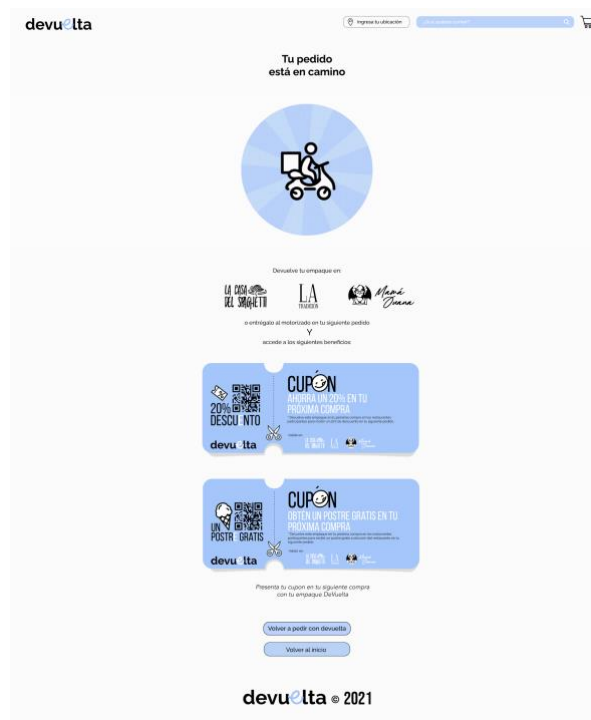 devuelta
Ingresa tu ubicación
Tu pedido
está en camino
Devuelve tu empaque en:
LA CASA
DEL SPAGHETTI
LA
TRADICION
Mamá
Juana
o entrégalo al motorizado en tu siguiente pedido
Y
accede a los siguientes beneficios:
20%
DESCUENTO
devuelta
CUPÓN
AHORRA UN 20% EN TU
PRÓXIMA COMPRA
UN
POSTRE GRATIS
devuelta
CUPÓN
OBTÉN UN POSTRE GRATIS EN TU
PRÓXIMA COMPRA
Presenta tu cupon en tu siguiente compra
con tu empaque DeVuelta
Volver a pedir con devuelta
Volver al inicio
devuelta © 2021